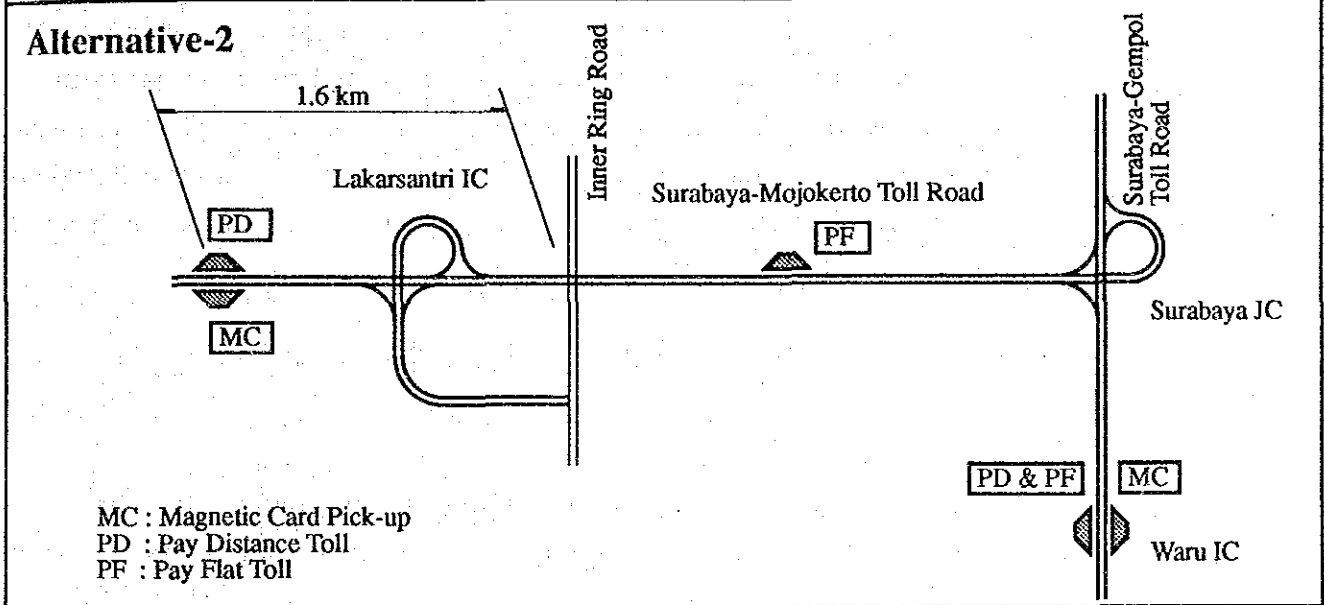 Alternative-2
1.6 km
Inner Ring Road
Surabaya-Gempol
Toll Road
Lakarsantri IC
Surabaya-Mojokerto Toll Road
PD
PF
MC
Surabaya JC
PD & PF
MC
Waru IC
MC : Magnetic Card Pick-up
PD : Pay Distance Toll
PF : Pay Flat Toll